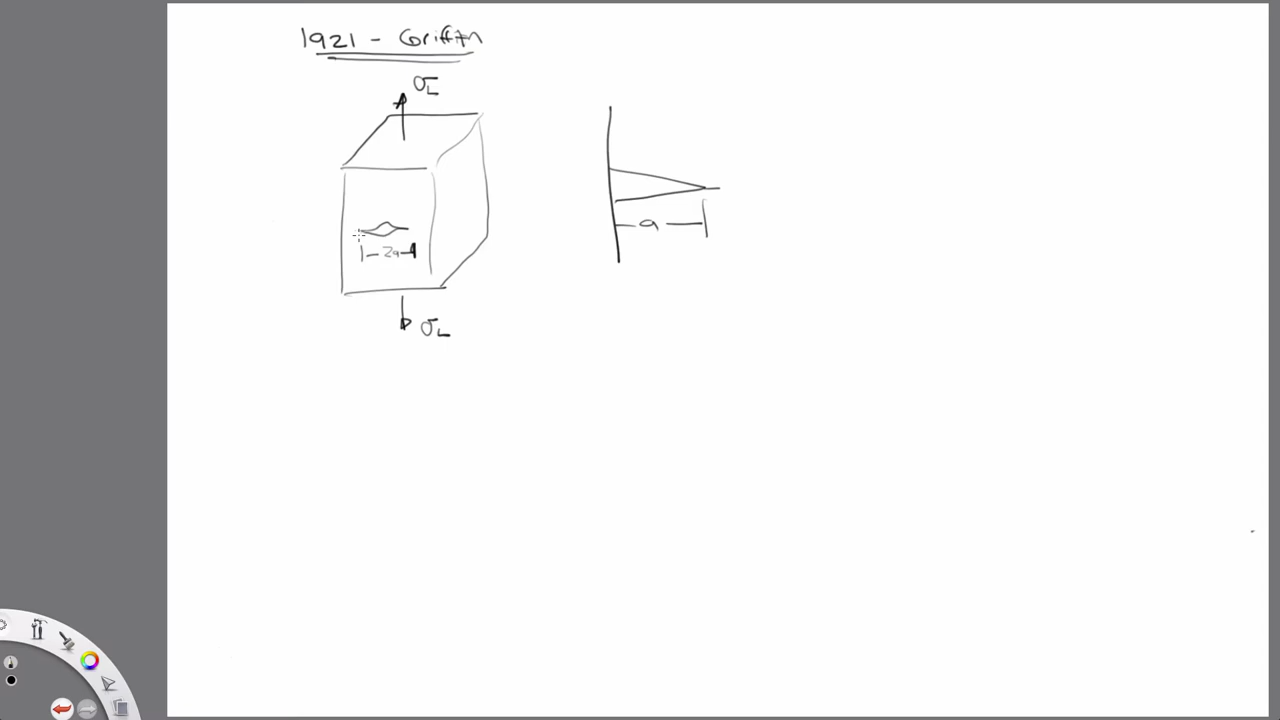 1921 - Griffith
σL
a
2a
σL